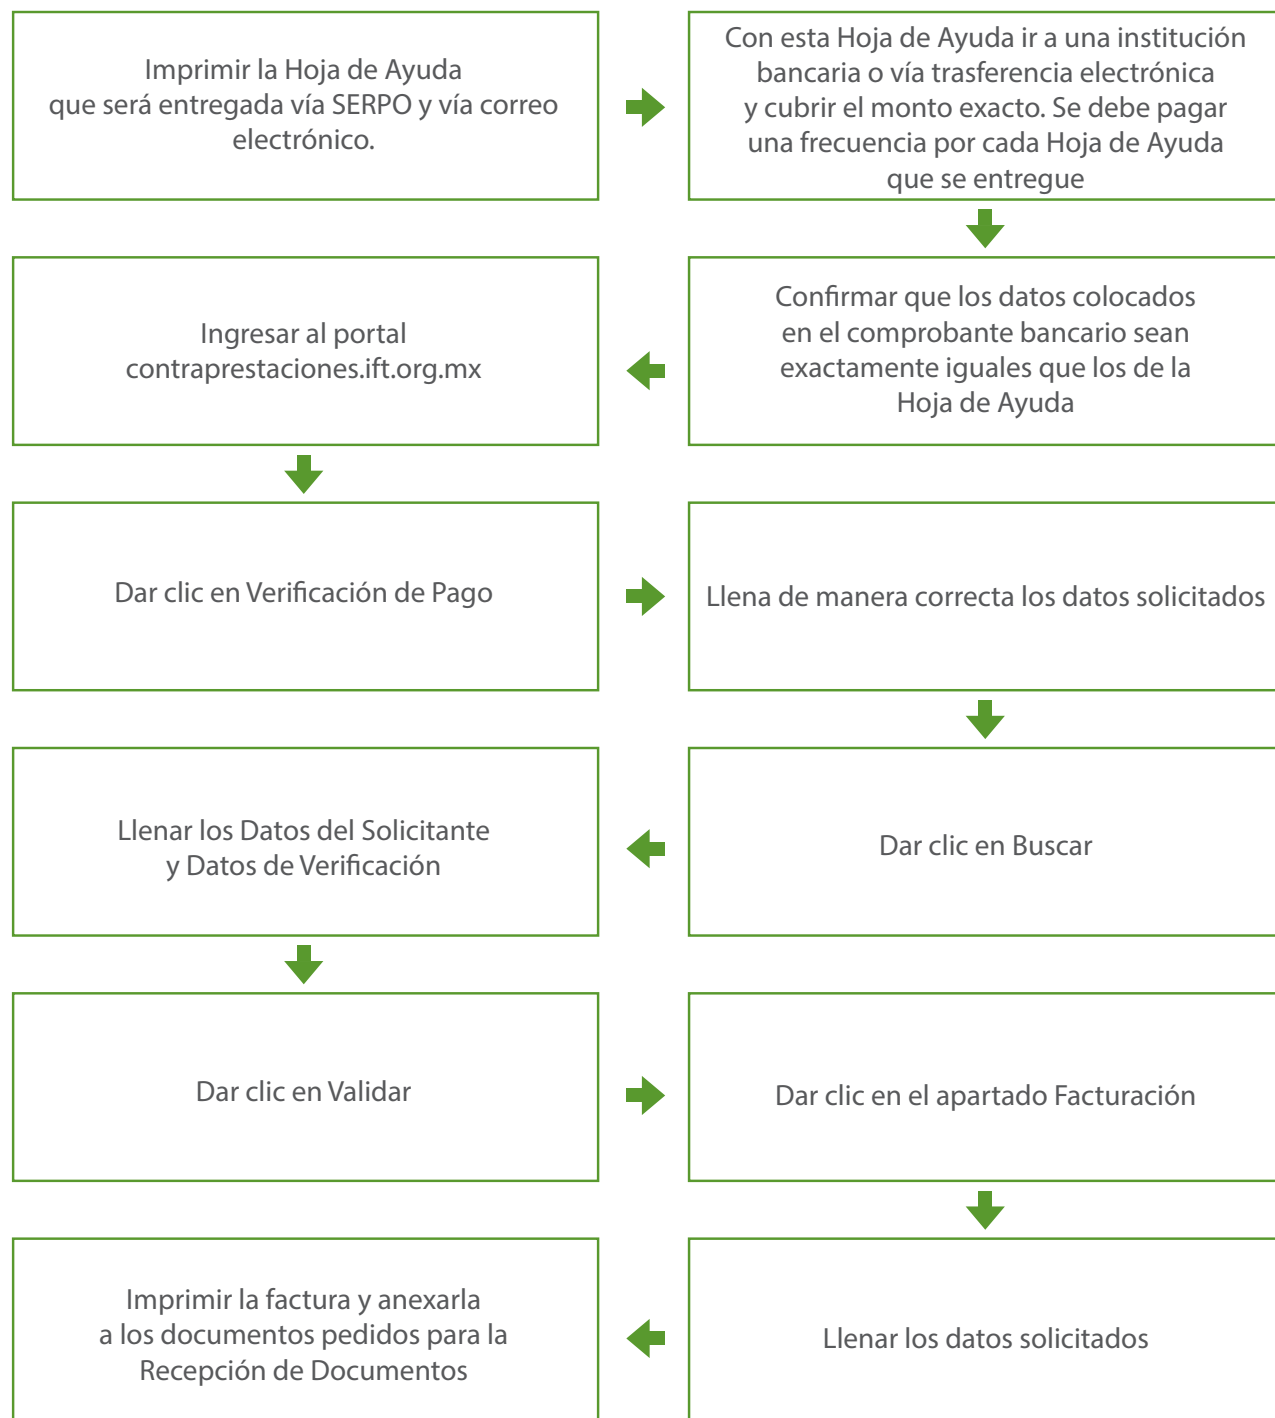 Imprimir la Hoja de Ayuda
que será entregada vía SERPO y vía correo
electrónico.
Con esta Hoja de Ayuda ir a una institución
bancaria o vía trasferencia electrónica
y cubrir el monto exacto. Se debe pagar
una frecuencia por cada Hoja de Ayuda
que se entregue
Confirmar que los datos colocados
en el comprobante bancario sean
exactamente iguales que los de la
Hoja de Ayuda
Ingresar al portal
contraprestaciones.ift.org.mx
Dar clic en Verificación de Pago
Llena de manera correcta los datos solicitados
Dar clic en Buscar
Llenar los Datos del Solicitante
y Datos de Verificación
Dar clic en Validar
Dar clic en el apartado Facturación
Llenar los datos solicitados
Imprimir la factura y anexarla
a los documentos pedidos para la
Recepción de Documentos